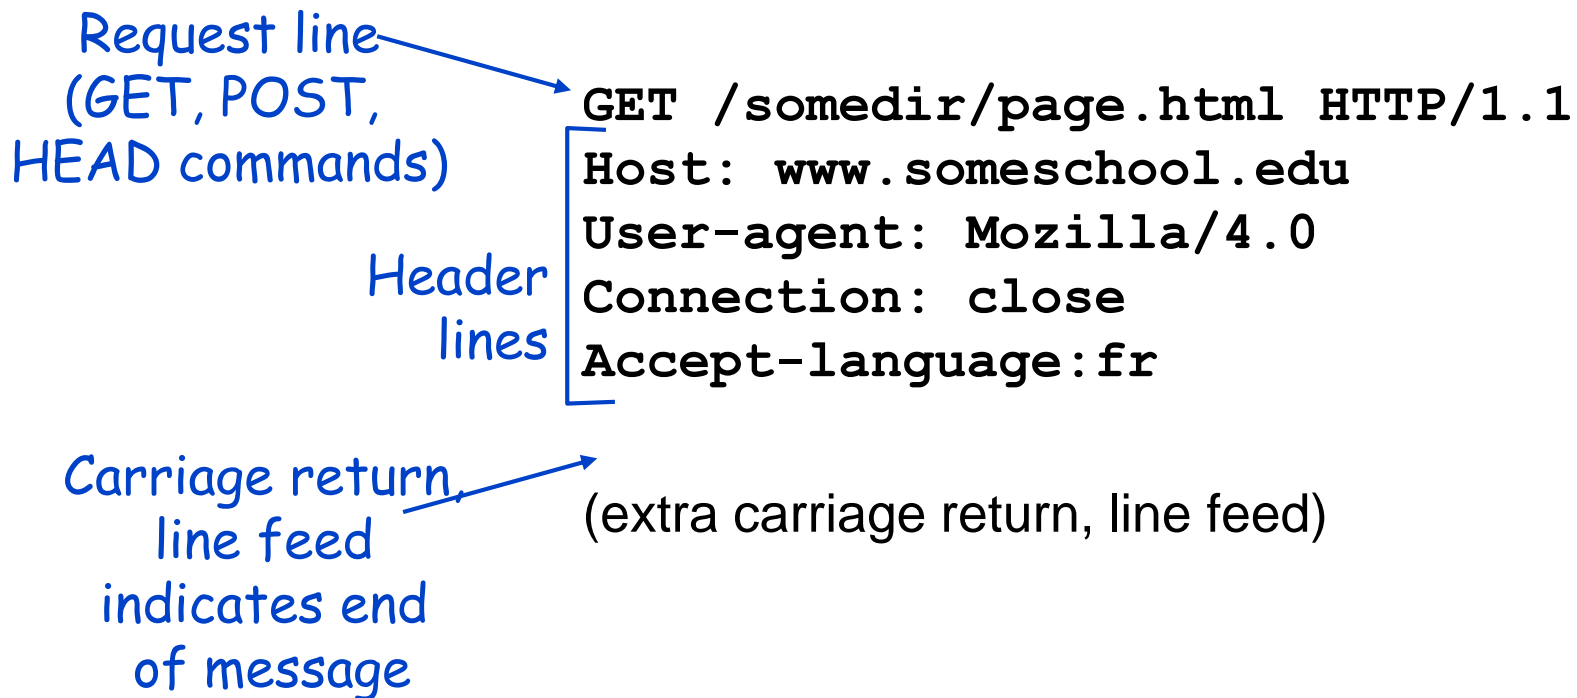 Request line
(GET, POST,
HEAD commands)
GET /somedir/page.html HTTP/1.1
Host: www.someschool.edu
User-agent: Mozilla/4.0
Connection: close
Accept-language:fr
Header
lines
Carriage return,
line feed
indicates end
of message
(extra carriage return, line feed)